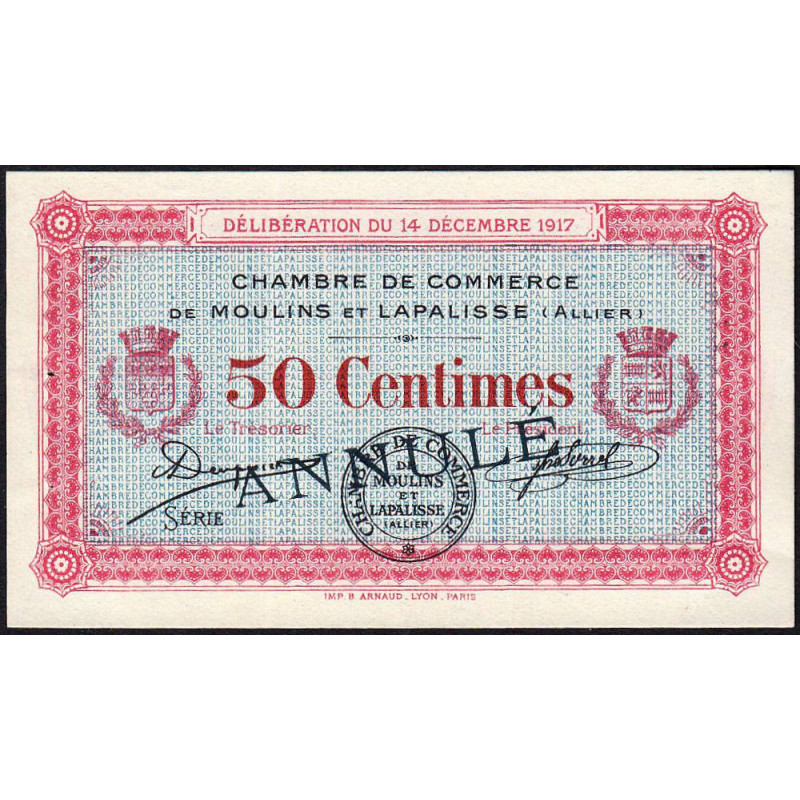 DÉLIBÉRATION DU 14 DÉCEMBRE 1917
CHAMBRE DE COMMERCE
DE MOULINS ET LAPALISSE (ALLIER)
50 Centimes
Le Trésorier
Le Président
ANNULÉ
CHAMBRE DE COMMERCE
DE
MOULINS
ET
LAPALISSE
(ALLIER)
SÉRIE
IMP. B. ARNAUD. LYON. PARIS